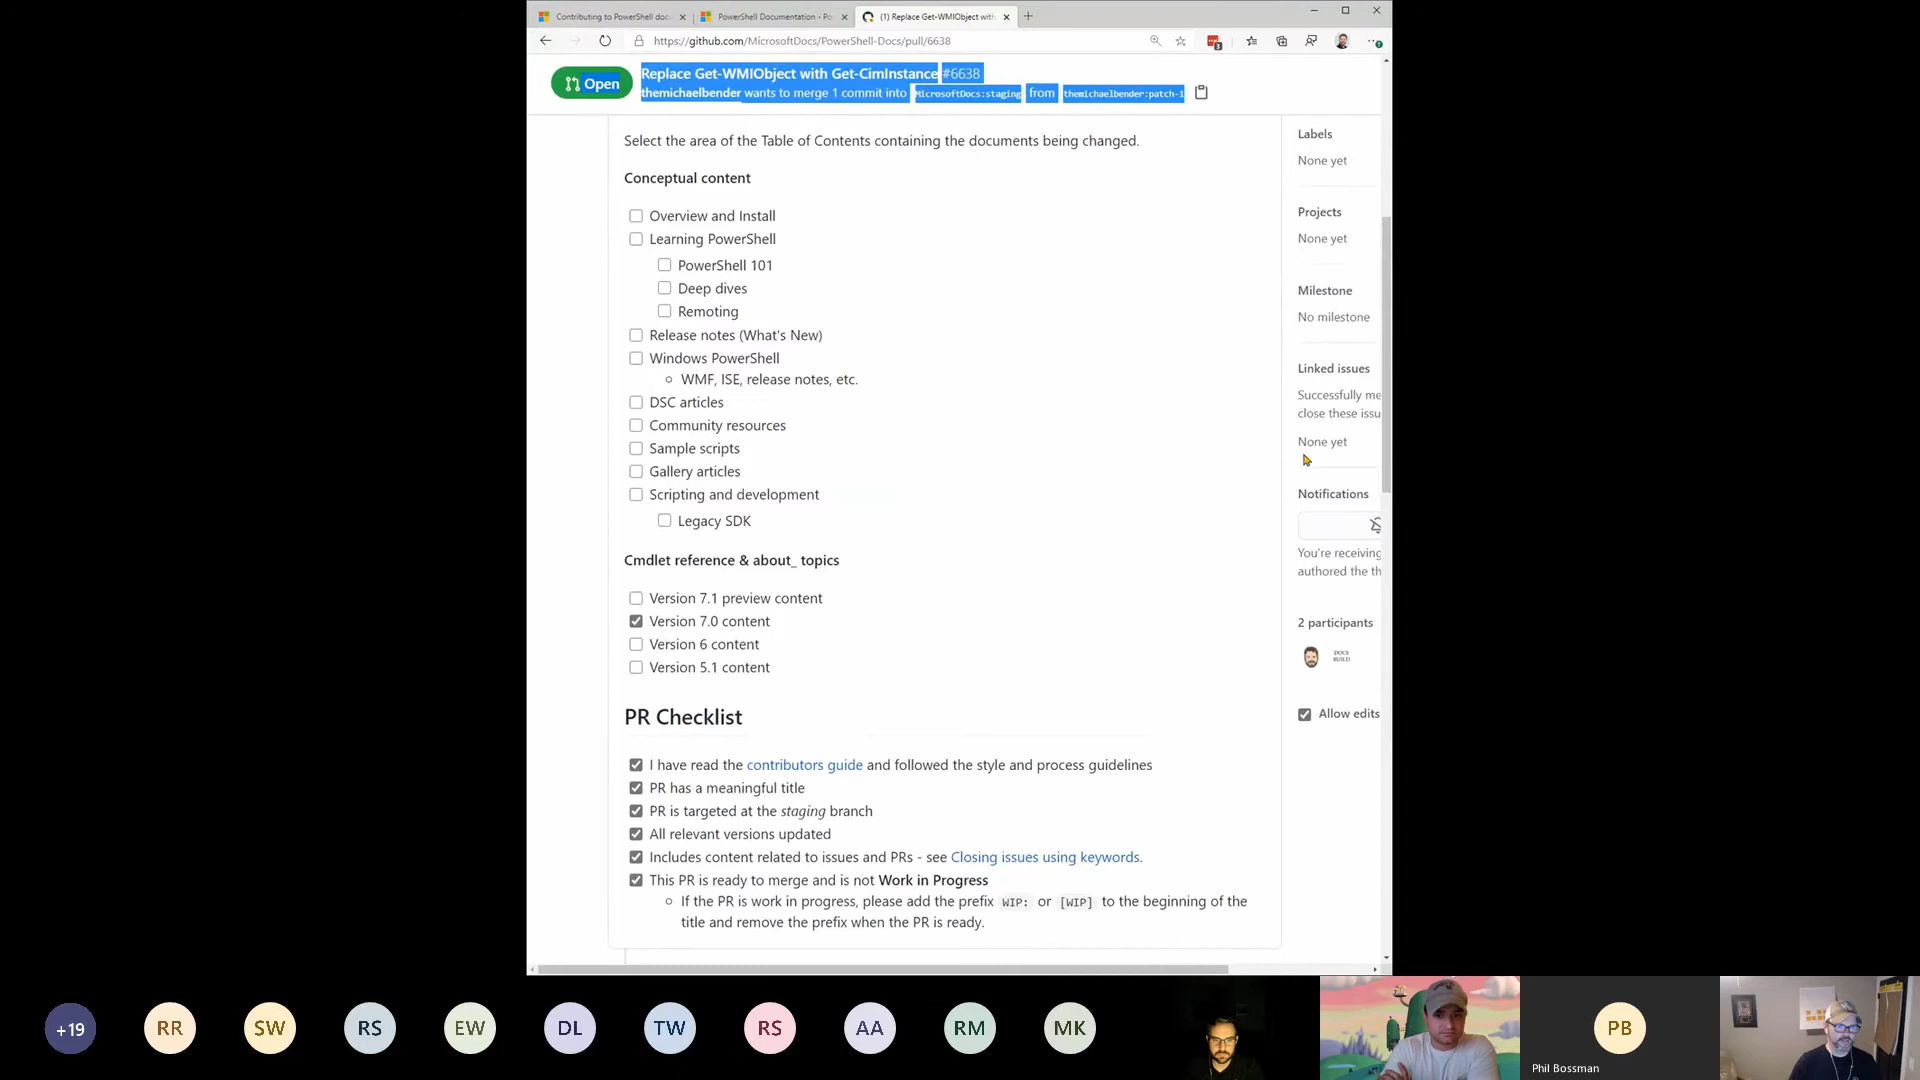 Contributing to PowerShell doc
PowerShell Documentation - Po
(1) Replace Get-WMIObject with
https://github.com/MicrosoftDocs/PowerShell-Docs/pull/6638
Open
Replace Get-WMIObject with Get-CimInstance #6638
themichaelbender wants to merge 1 commit into MicrosoftDocs:staging from themichaelbender:patch-1
Select the area of the Table of Contents containing the documents being changed.
Conceptual content
Overview and Install
Learning PowerShell
PowerShell 101
Deep dives
Remoting
Release notes (What's New)
Windows PowerShell
WMF, ISE, release notes, etc.
DSC articles
Community resources
Sample scripts
Gallery articles
Scripting and development
Legacy SDK
Cmdlet reference & about_ topics
Version 7.1 preview content
Version 7.0 content
Version 6 content
Version 5.1 content
PR Checklist
I have read the contributors guide and followed the style and process guidelines
PR has a meaningful title
PR is targeted at the staging branch
All relevant versions updated
Includes content related to issues and PRs - see Closing issues using keywords.
This PR is ready to merge and is not Work in Progress
If the PR is work in progress, please add the prefix WIP: or [WIP] to the beginning of the
title and remove the prefix when the PR is ready.
Labels
None yet
Projects
None yet
Milestone
No milestone
Linked issues
Successfully me
close these issu
None yet
Notifications
You're receiving
authored the th
2 participants
DOCS
BUILD
Allow edits
+19
RR
SW
RS
EW
DL
TW
RS
AA
RM
MK
PB
Phil Bossman